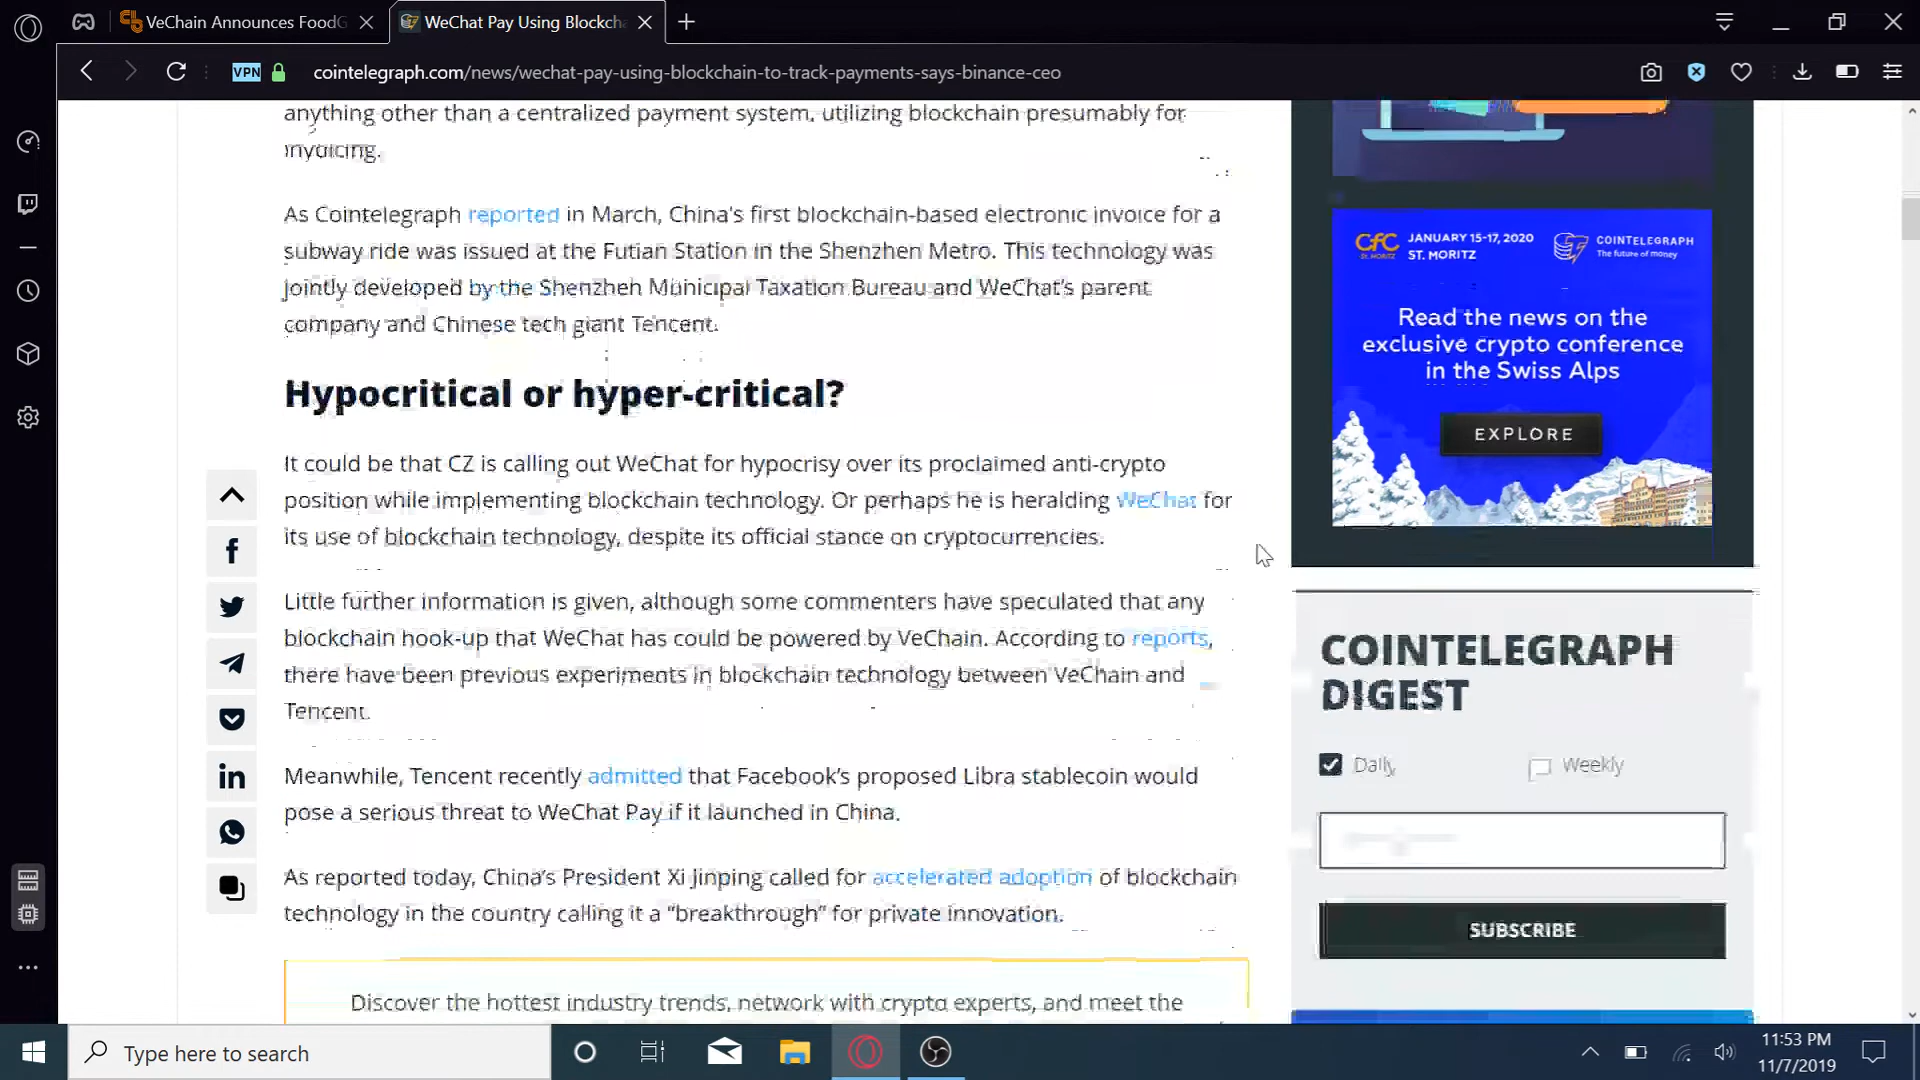 VeChain Announces FoodG
WeChat Pay Using Blockcha
VPN
cointelegraph.com/news/wechat-pay-using-blockchain-to-track-payments-says-binance-ceo
anything other than a centralized payment system, utilizing blockchain presumably for
invoicing.
As Cointelegraph reported in March, China's first blockchain-based electronic invoice for a
subway ride was issued at the Futian Station in the Shenzhen Metro. This technology was
jointly developed by the Shenzhen Municipal Taxation Bureau and WeChat's parent
company and Chinese tech giant Tencent.
Hypocritical or hyper-critical?
It could be that CZ is calling out WeChat for hypocrisy over its proclaimed anti-crypto
position while implementing blockchain technology. Or perhaps he is heralding WeChat for
its use of blockchain technology, despite its official stance on cryptocurrencies.
Little further information is given, although some commenters have speculated that any
blockchain hook-up that WeChat has could be powered by VeChain. According to reports,
there have been previous experiments in blockchain technology between VeChain and
Tencent.
Meanwhile, Tencent recently admitted that Facebook's proposed Libra stablecoin would
pose a serious threat to WeChat Pay if it launched in China.
As reported today, China's President Xi Jinping called for accelerated adoption of blockchain
technology in the country calling it a “breakthrough” for private innovation.
Discover the hottest industry trends, network with crypto experts, and meet the
CfC
ST. MORITZ
JANUARY 15-17, 2020
ST. MORITZ
COINTELEGRAPH
The future of money
Read the news on the
exclusive crypto conference
in the Swiss Alps
EXPLORE
COINTELEGRAPH
DIGEST
Daily
Weekly
SUBSCRIBE
Type here to search
11:53 PM
11/7/2019